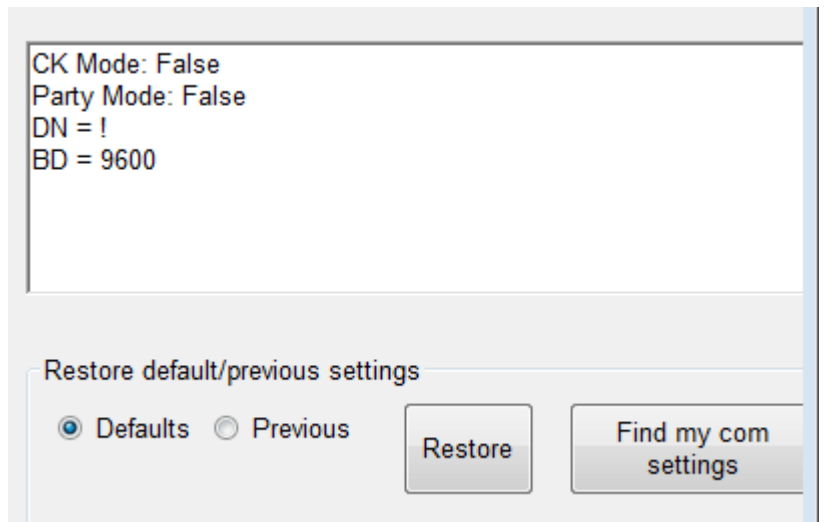 CK Mode: False
Party Mode: False
DN = !
BD = 9600
Restore default/previous settings
Defaults Previous
Restore
Find my com
settings